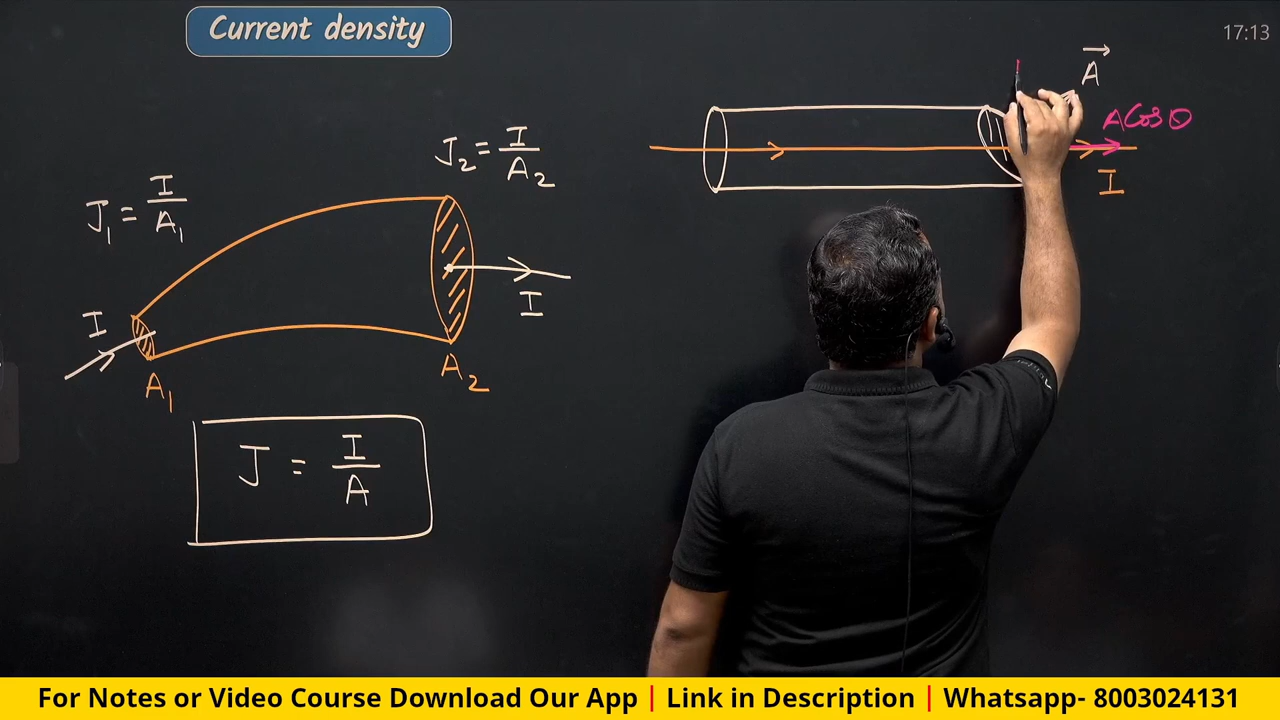 Current density
17:13
J₁ = I/A₁
J₂ = I/A₂
I
A₁
I
A₂
J = I/A
A⃗
A Cos θ
I
For Notes or Video Course Download Our App | Link in Description | Whatsapp- 8003024131